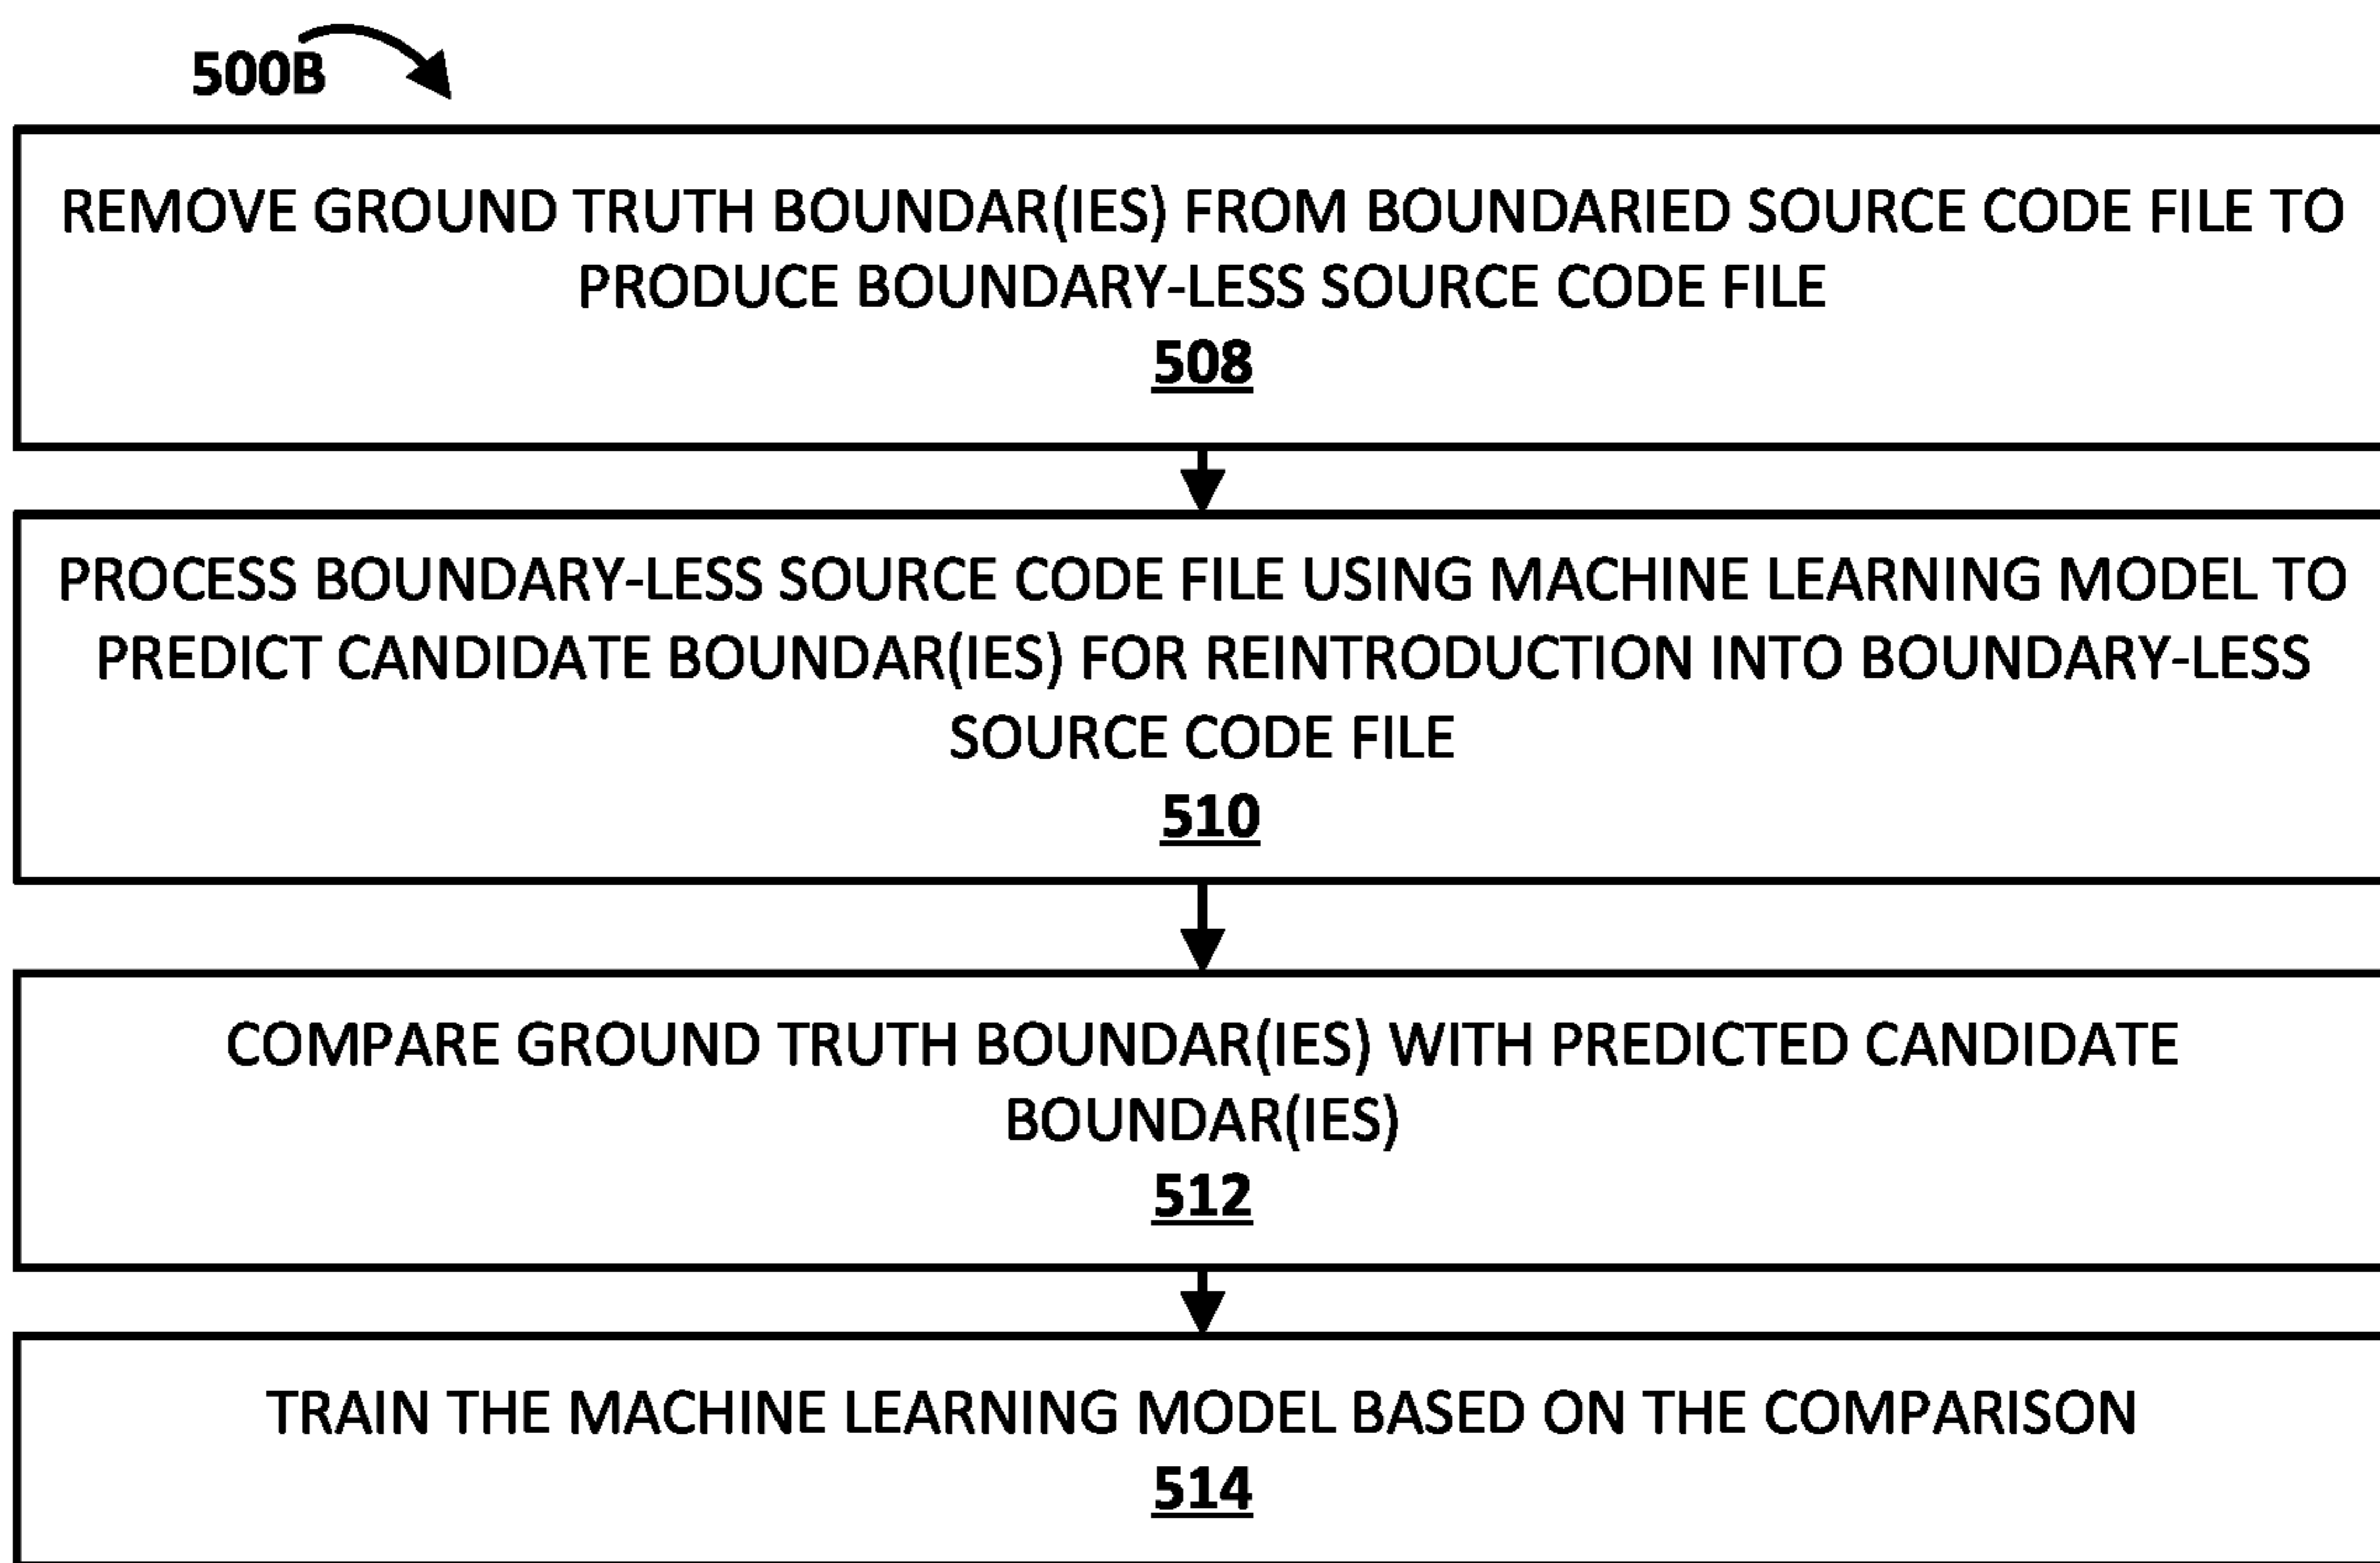 500B
REMOVE GROUND TRUTH BOUNDAR(IES) FROM BOUNDARIED SOURCE CODE FILE TO
PRODUCE BOUNDARY-LESS SOURCE CODE FILE
508
PROCESS BOUNDARY-LESS SOURCE CODE FILE USING MACHINE LEARNING MODEL TO
PREDICT CANDIDATE BOUNDAR(IES) FOR REINTRODUCTION INTO BOUNDARY-LESS
SOURCE CODE FILE
510
COMPARE GROUND TRUTH BOUNDAR(IES) WITH PREDICTED CANDIDATE
BOUNDAR(IES)
512
TRAIN THE MACHINE LEARNING MODEL BASED ON THE COMPARISON
514